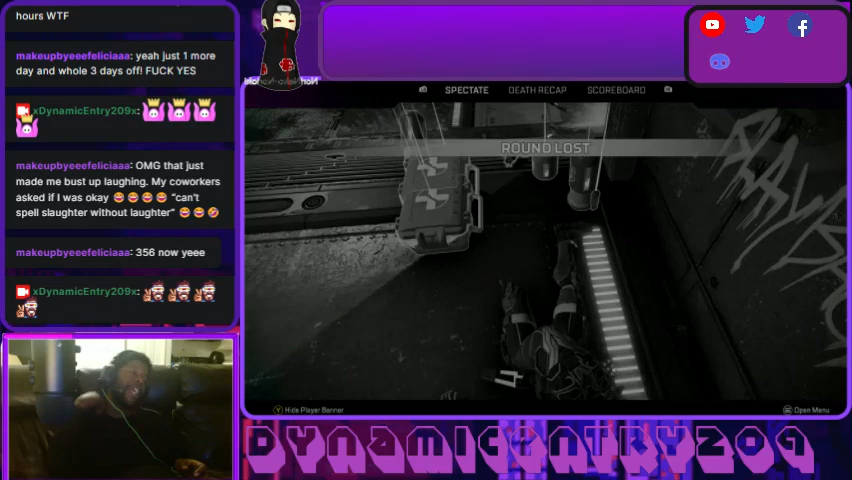 hours WTF
makeupbyeeefeliciaaa: yeah just 1 more
day and whole 3 days off! FUCK YES
xDynamicEntry209x:
makeupbyeeefeliciaaa: OMG that just
made me bust up laughing. My coworkers
asked if I was okay 😂😂😂😂 "can't
spell slaughter without laughter" 😂😂🤣
makeupbyeeefeliciaaa: 356 now yeee
xDynamicEntry209x:
SPECTATE DEATH RECAP SCOREBOARD
ROUND LOST
Y Hide Player Banner
Open Menu
DYNAMICENTRY209